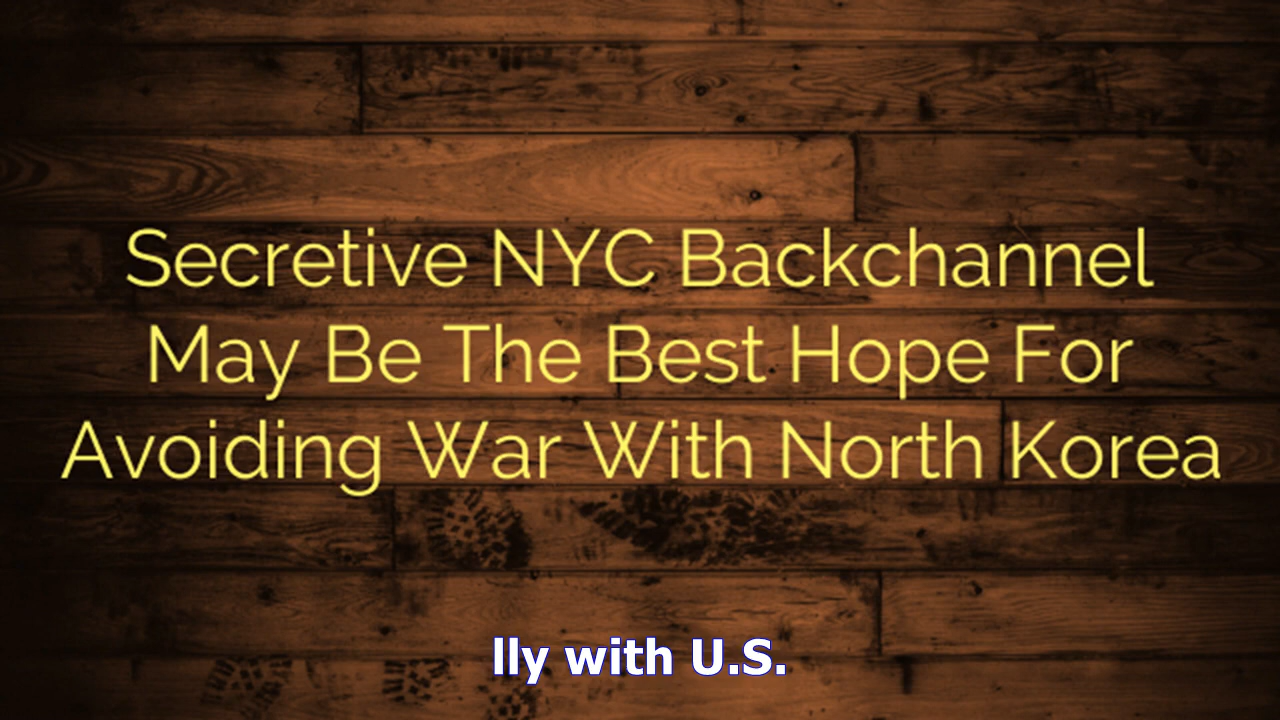 Secretive NYC Backchannel
May Be The Best Hope For
Avoiding War With North Korea
lly with U.S.